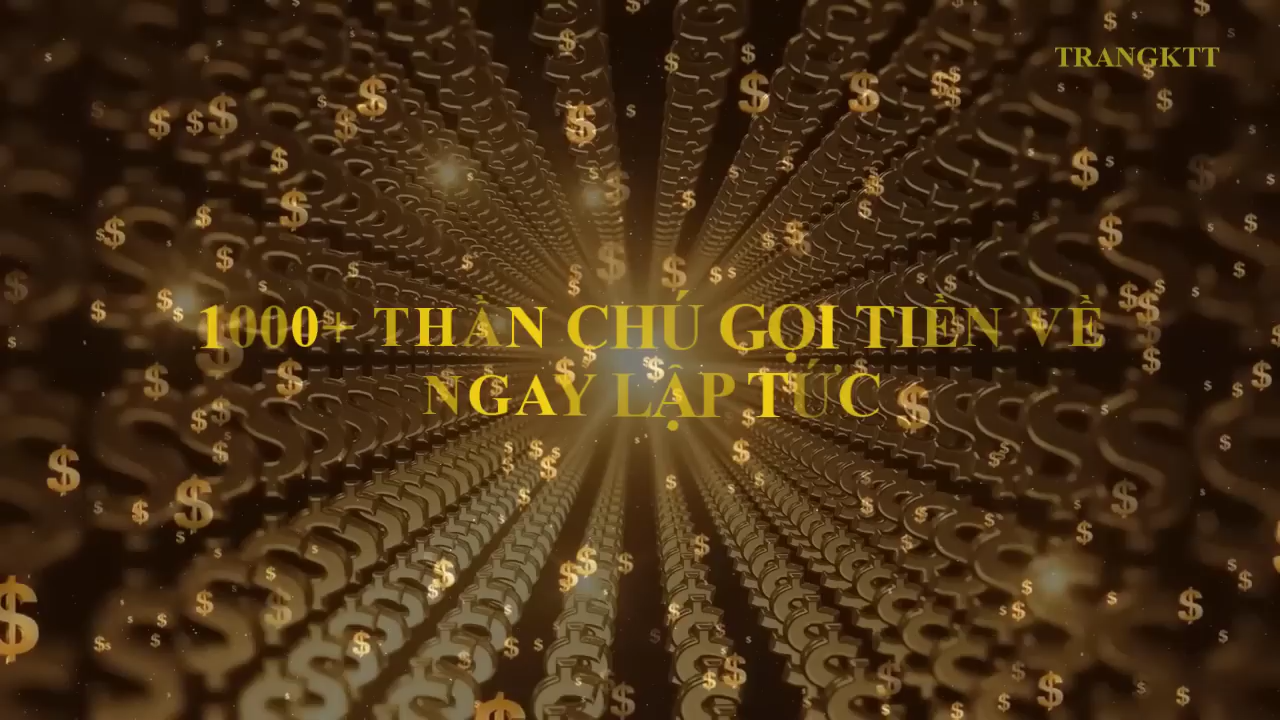 TRANGKTT
1000+ THẦN CHÚ GỌI TIỀN VỀ
NGAY LẬP TỨC